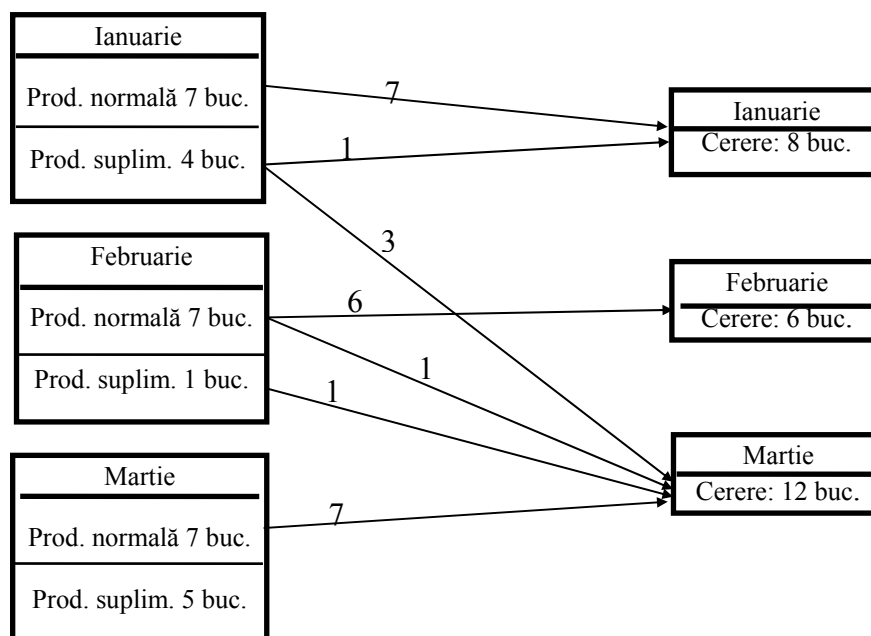 Ianuarie
Prod. normală 7 buc.
Prod. suplim. 4 buc.
Februarie
Prod. normală 7 buc.
Prod. suplim. 1 buc.
Martie
Prod. normală 7 buc.
Prod. suplim. 5 buc.
7
1
3
6
1
1
7
Ianuarie
Cerere: 8 buc.
Februarie
Cerere: 6 buc.
Martie
Cerere: 12 buc.